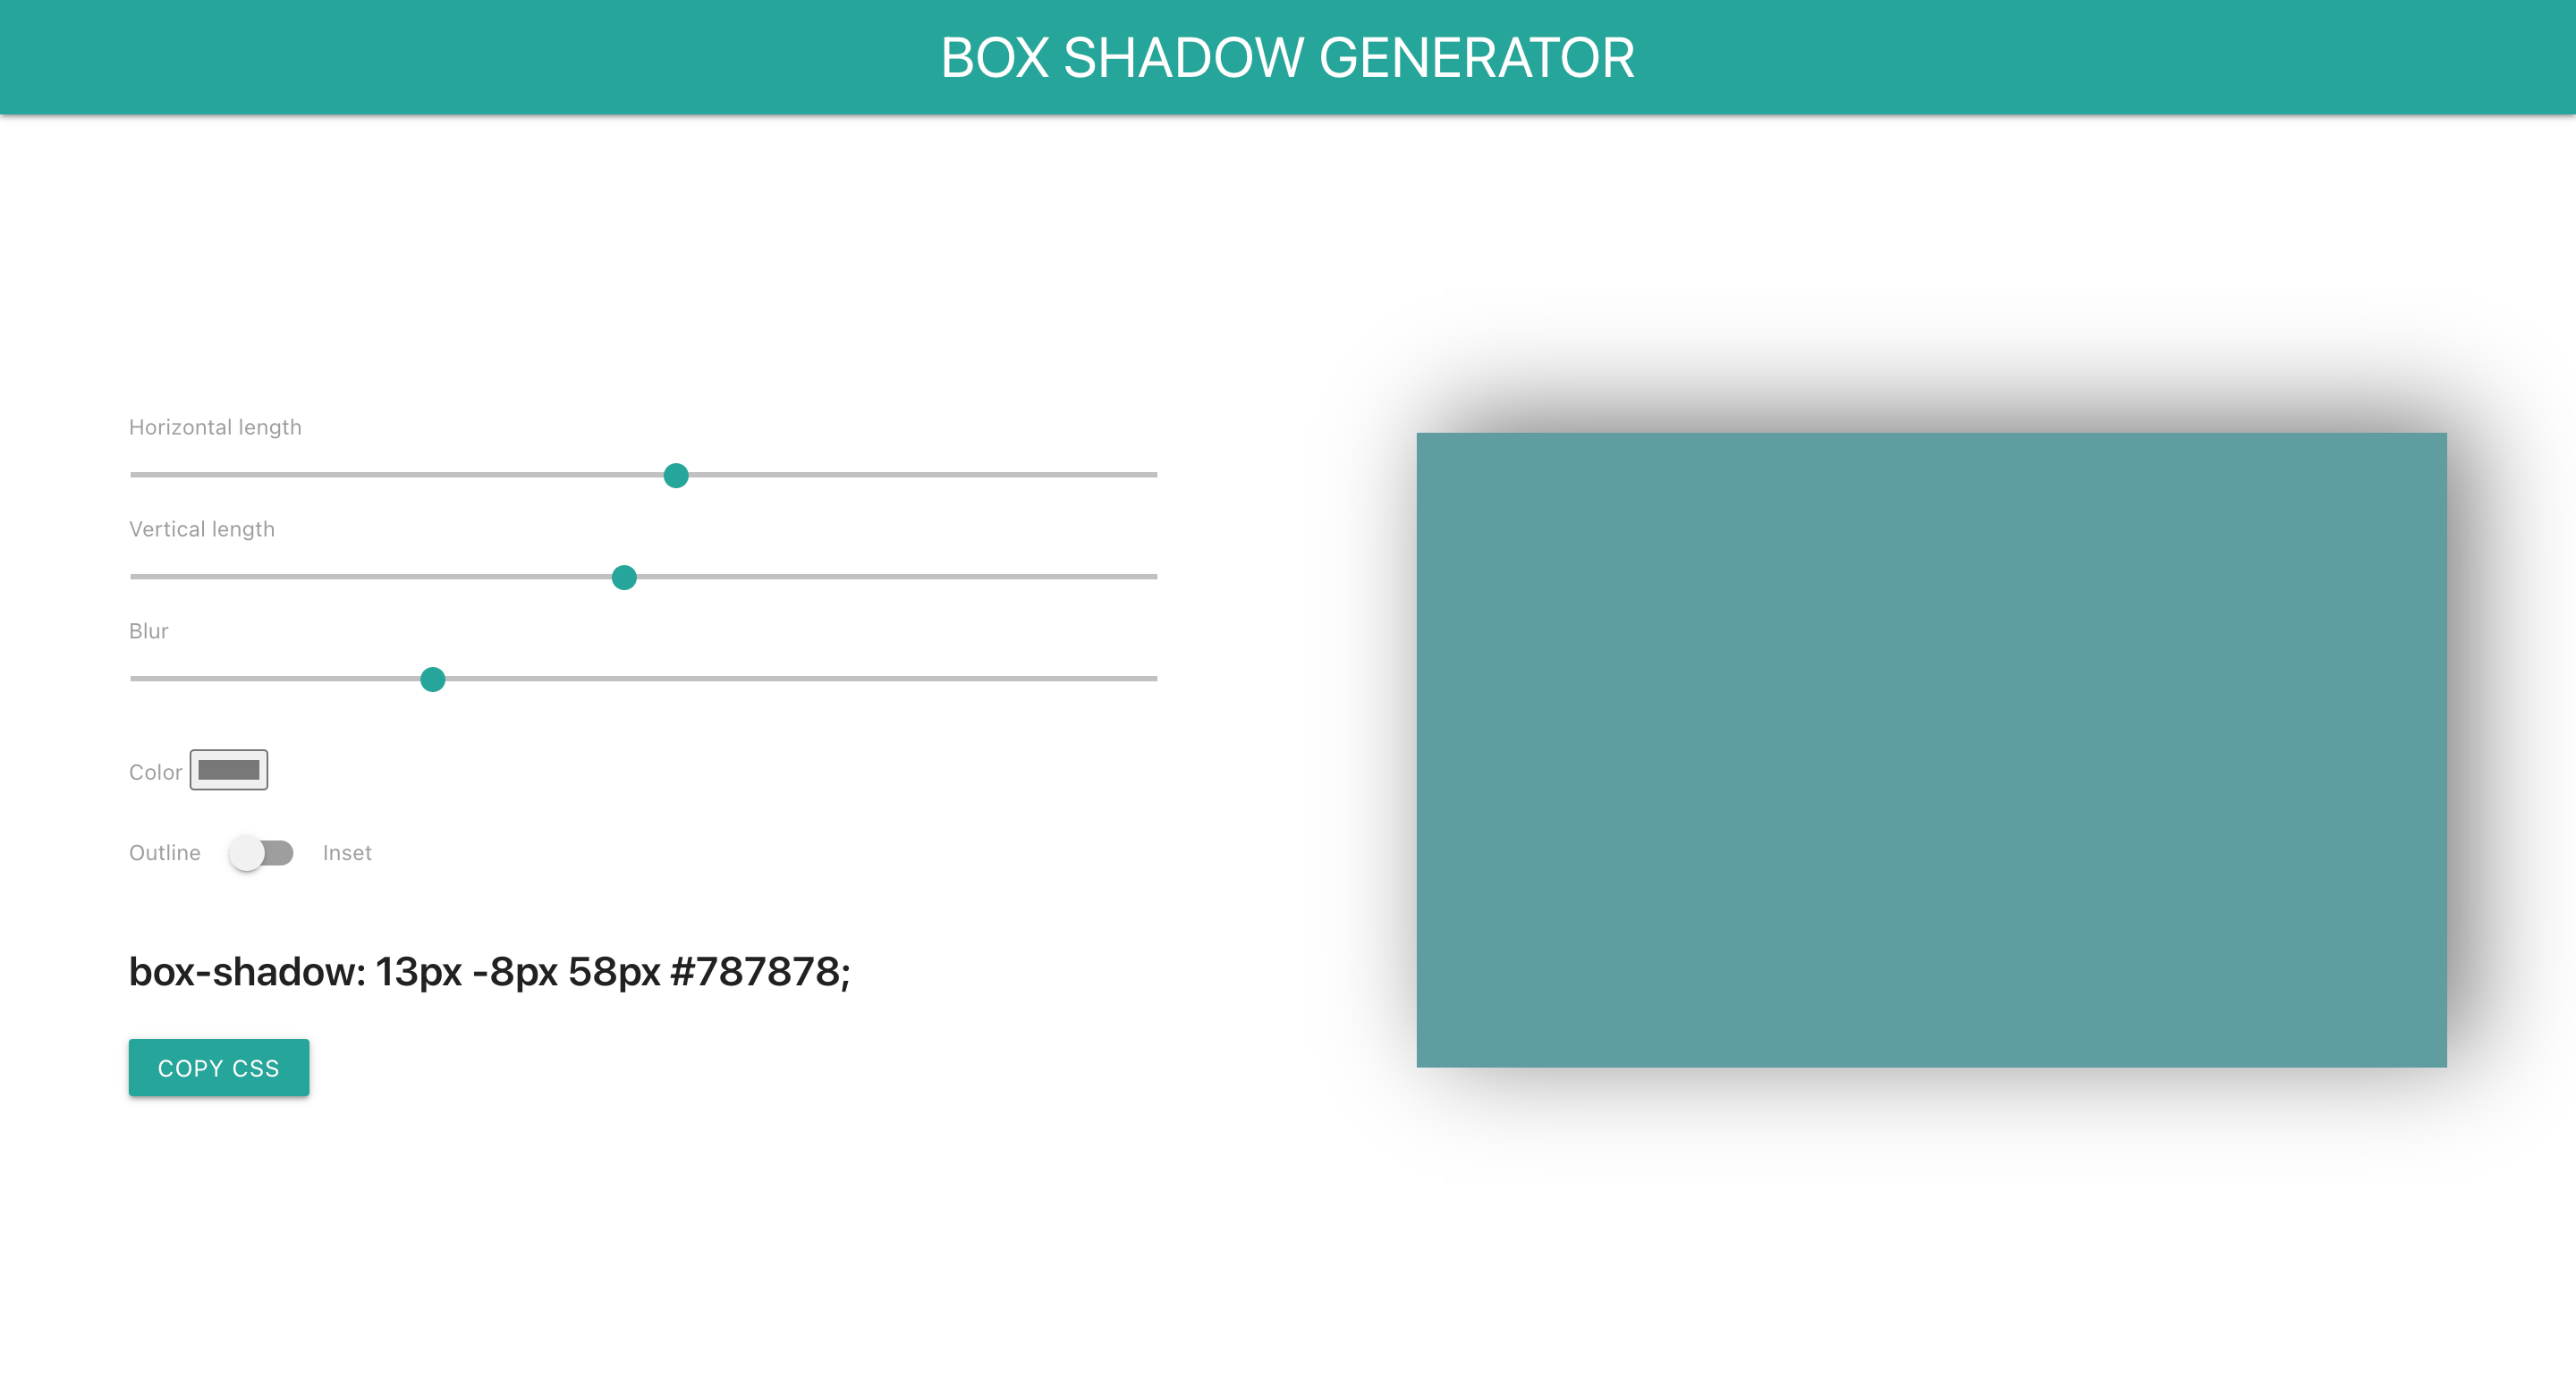 BOX SHADOW GENERATOR
Horizontal length
Vertical length
Blur
Color
Outline Inset
box-shadow: 13px -8px 58px #787878;
COPY CSS